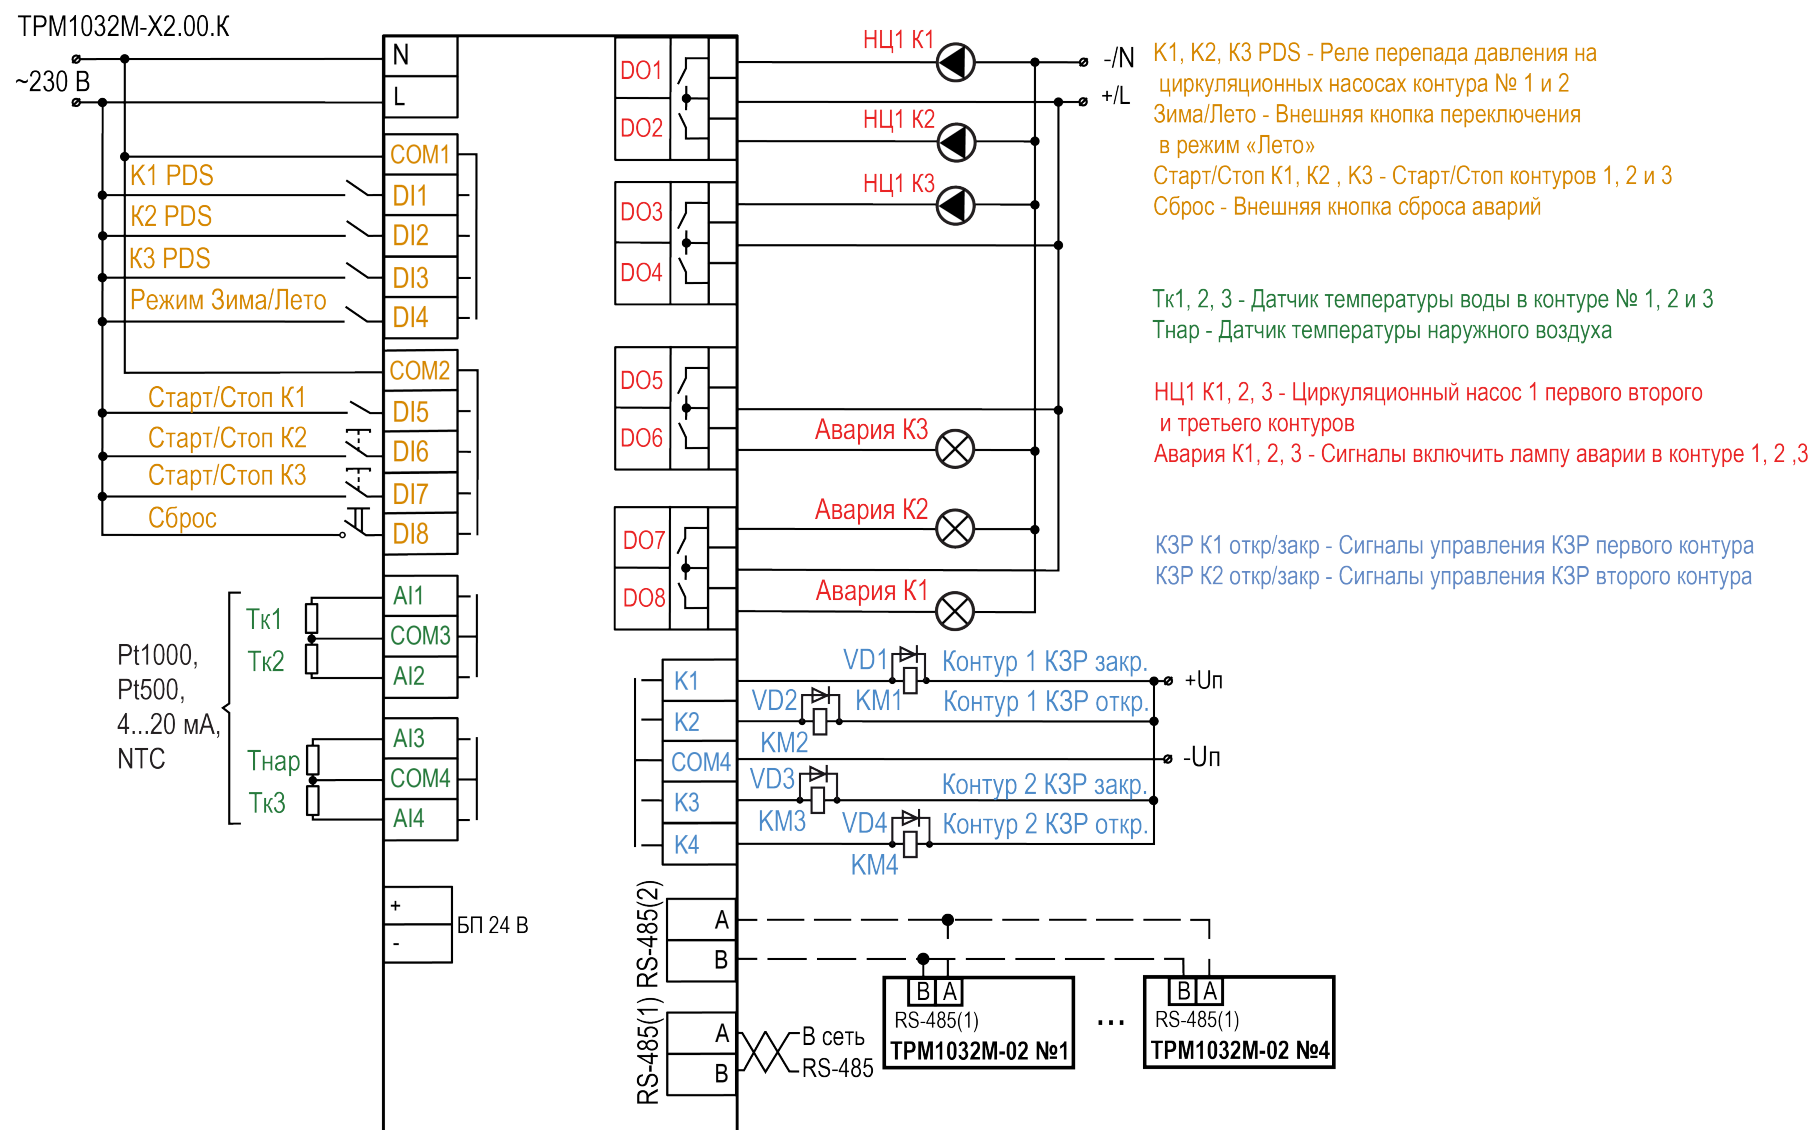 ТРМ1032М-Х2.00.К
~230 В
N
L
COM1
K1 PDS
DI1
К2 PDS
DI2
К3 PDS
DI3
Режим Зима/Лето
DI4
COM2
Старт/Стоп К1
DI5
Старт/Стоп К2
DI6
Старт/Стоп К3
DI7
Сброс
DI8
Pt1000,
Pt500,
4...20 мА,
NTC
Тк1
Тк2
AI1
COM3
AI2
Тнар
Тк3
AI3
COM4
AI4
+
-
БП 24 В
DO1
DO2
DO3
DO4
DO5
DO6
DO7
DO8
НЦ1 К1
НЦ1 К2
НЦ1 К3
Авария К3
Авария К2
Авария К1
-/N
+/L
K1
K2
COM4
K3
K4
VD1
KM1
Контур 1 КЗР закр.
VD2
KM2
Контур 1 КЗР откр.
VD3
KM3
Контур 2 КЗР закр.
VD4
KM4
Контур 2 КЗР откр.
+Uп
-Uп
RS-485(2)
A
B
RS-485(1)
A
B
В сеть
RS-485
B A
RS-485(1)
ТРМ1032М-02 №1
...
B A
RS-485(1)
ТРМ1032М-02 №4
К1, К2, К3 PDS - Реле перепада давления на
циркуляционных насосах контура № 1 и 2
Зима/Лето - Внешняя кнопка переключения
в режим «Лето»
Старт/Стоп К1, К2 , К3 - Старт/Стоп контуров 1, 2 и 3
Сброс - Внешняя кнопка сброса аварий
Тк1, 2, 3 - Датчик температуры воды в контуре № 1, 2 и 3
Тнар - Датчик температуры наружного воздуха
НЦ1 К1, 2, 3 - Циркуляционный насос 1 первого второго
и третьего контуров
Авария К1, 2, 3 - Сигналы включить лампу аварии в контуре 1, 2 ,3
КЗР К1 откр/закр - Сигналы управления КЗР первого контура
КЗР К2 откр/закр - Сигналы управления КЗР второго контура